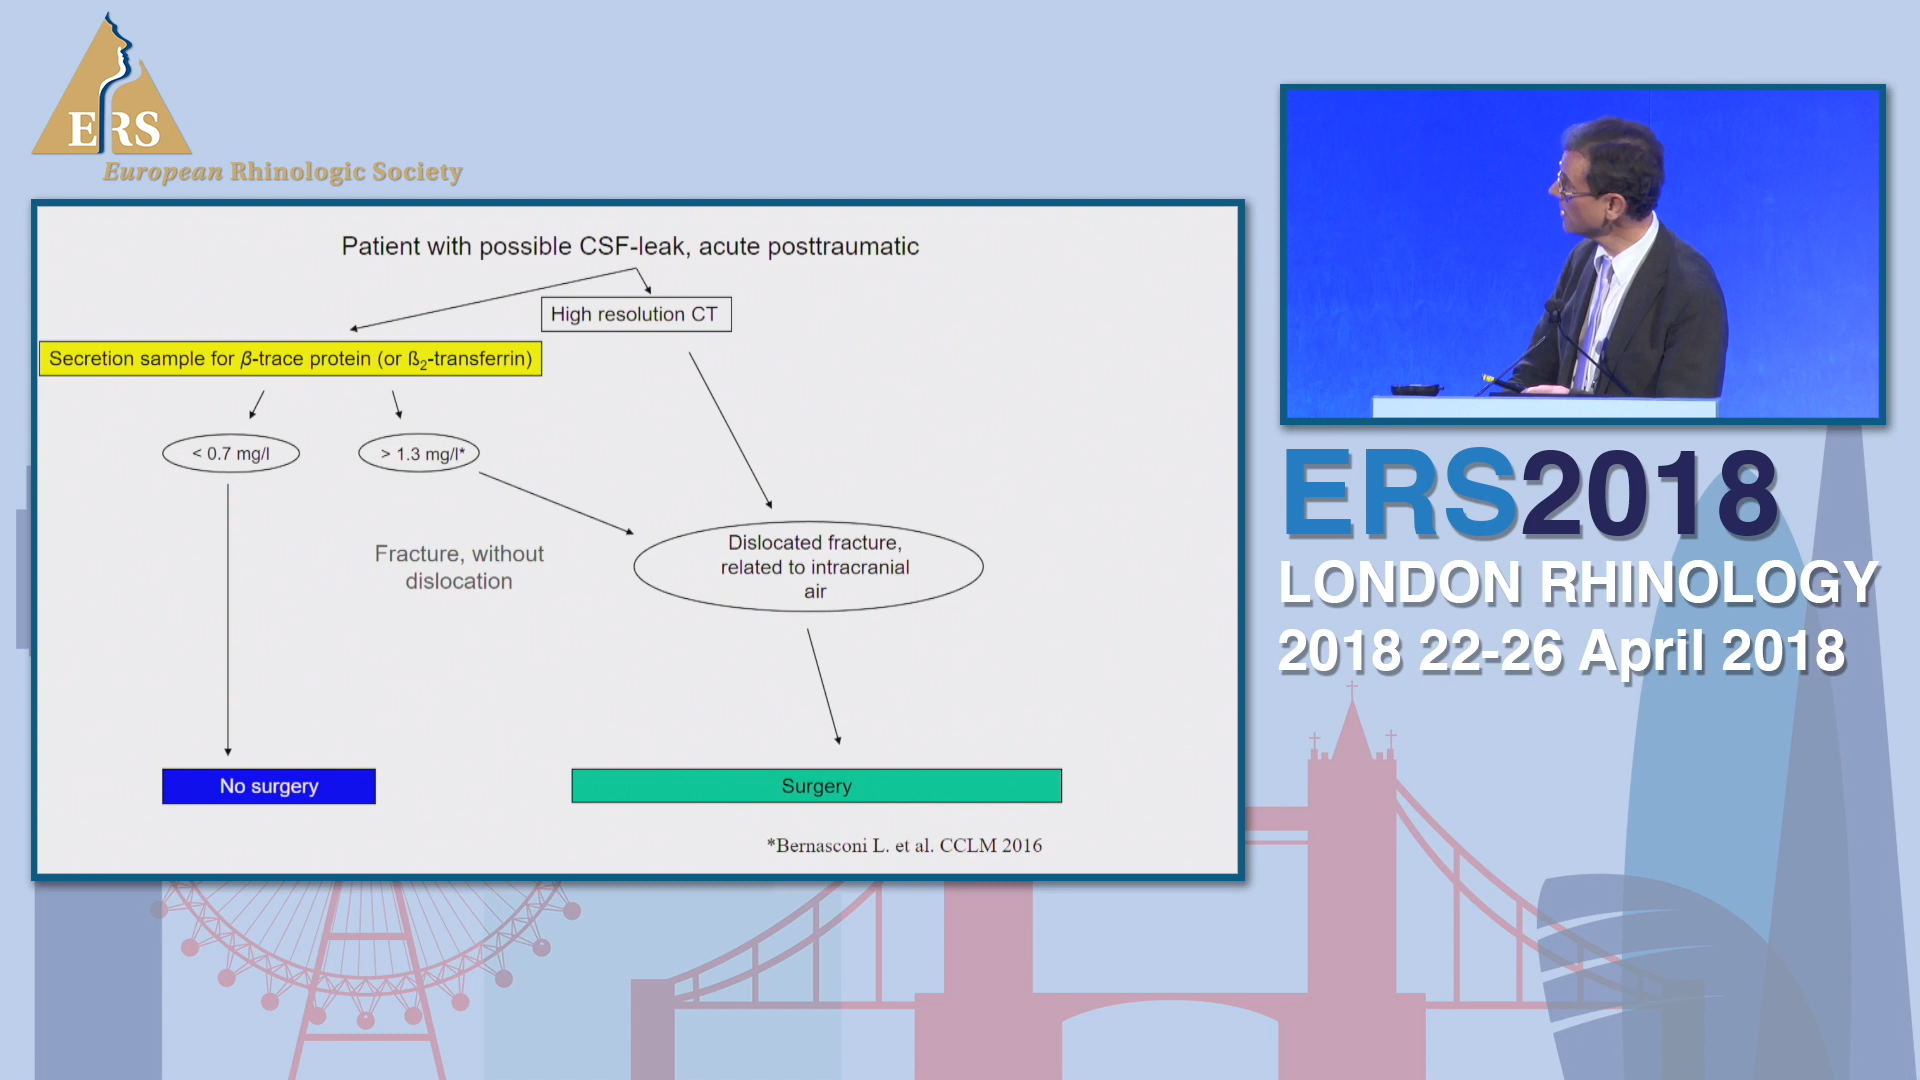 ERS
European Rhinologic Society
Patient with possible CSF-leak, acute posttraumatic
High resolution CT
Secretion sample for β-trace protein (or ß2-transferrin)
< 0.7 mg/l
> 1.3 mg/l*
Fracture, without
dislocation
Dislocated fracture,
related to intracranial
air
No surgery
Surgery
*Bernasconi L. et al. CCLM 2016
ERS2018
LONDON RHINOLOGY
2018 22-26 April 2018